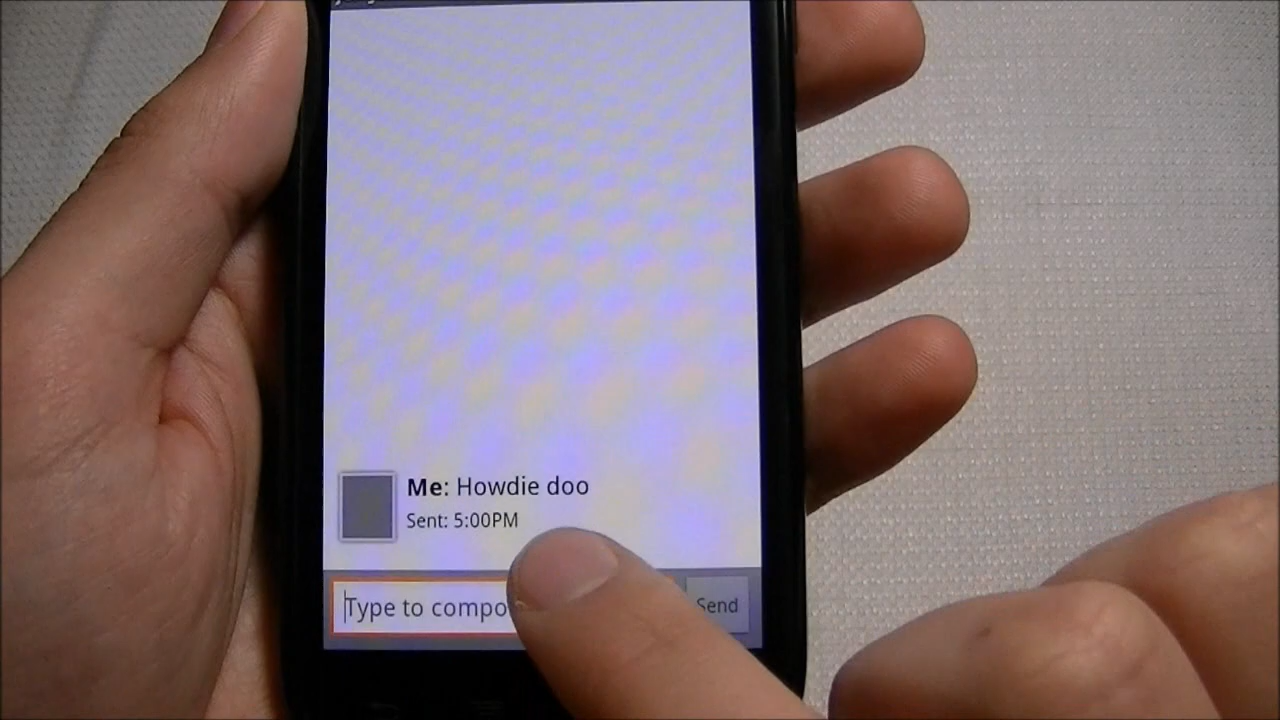 Me: Howdie doo
Sent: 5:00PM
Type to compo
Send